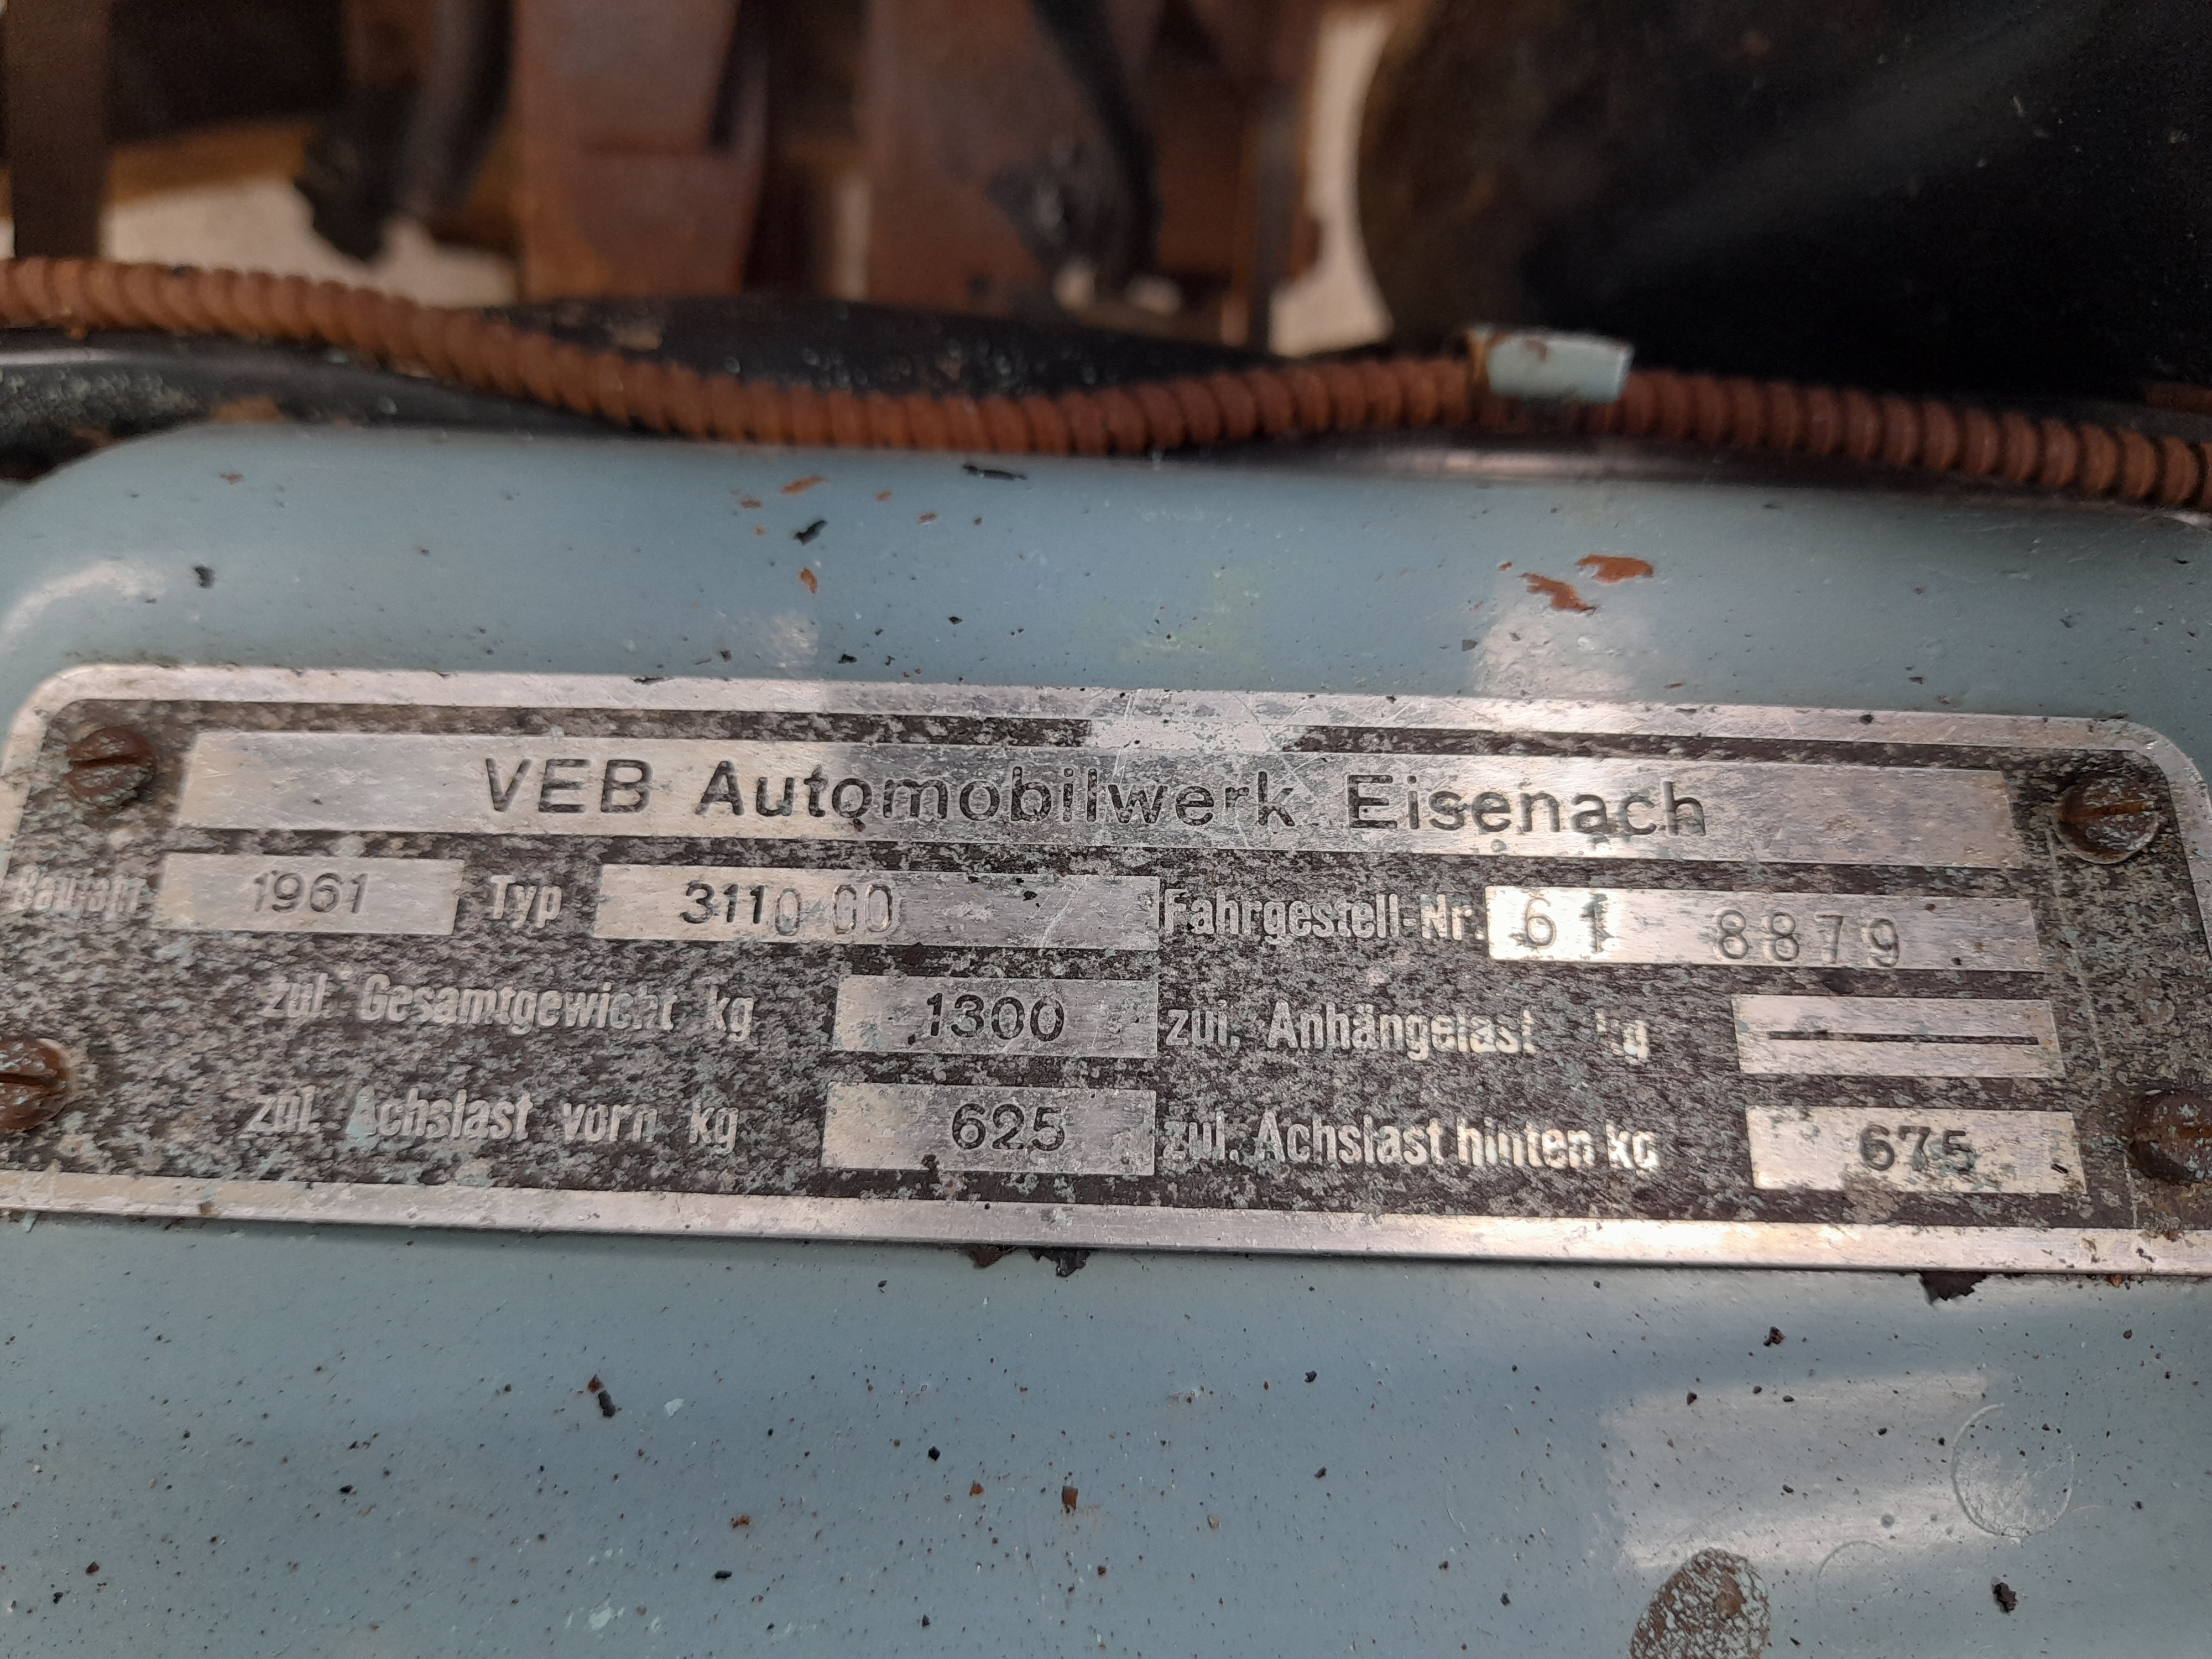 VEB Automobilwerk Eisenach
Baujahr 1961 Typ 3110 00 Fahrgestell-Nr. 61 8879
zul. Gesamtgewicht kg 1300 zul. Anhängelast kg
zul. Achslast vorn kg 625 zul. Achslast hinten kg 675